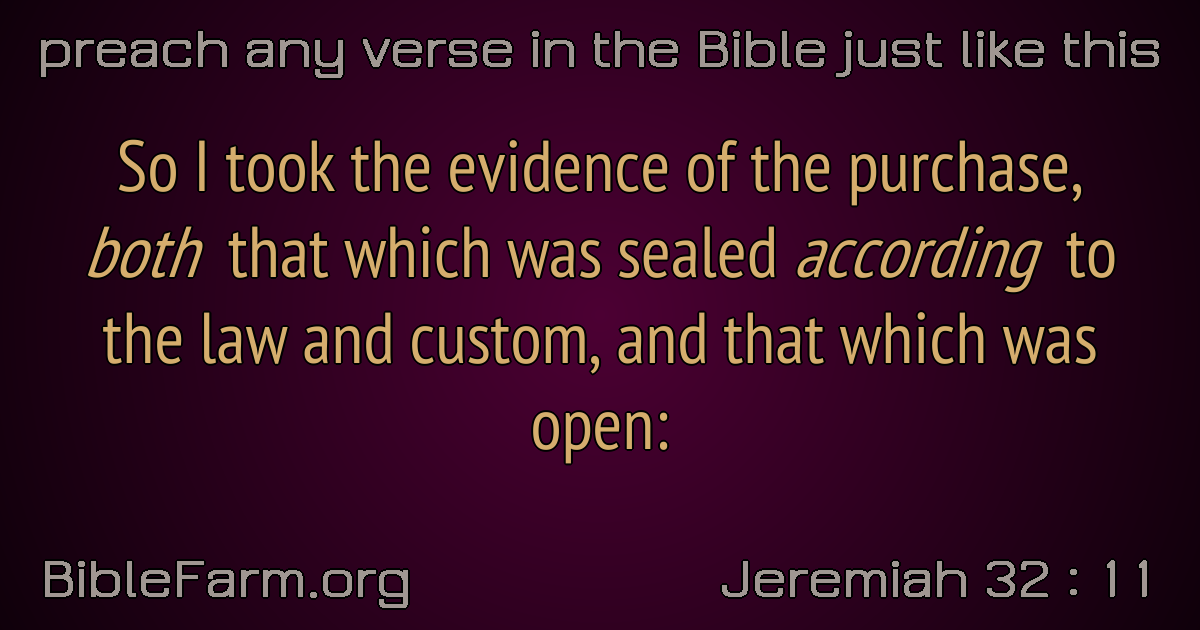 preach any verse in the Bible just like this
So I took the evidence of the purchase,
both that which was sealed according to
the law and custom, and that which was
open:
BibleFarm.org
Jeremiah 32 : 11